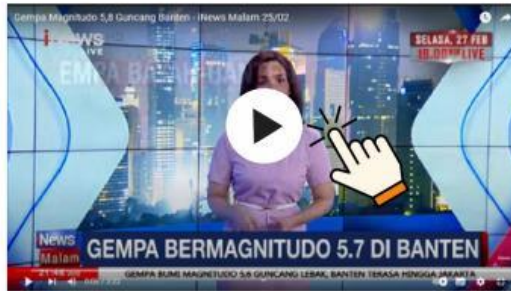 Gempa Magnitudo 5,8 Guncang Banten - iNews Malam 25/02
iNEWS
LIVE
SELASA, 27 FEB
LIVE
News
Malam
GEMPA BERMAGNITUDO 5.7 DI BANTEN
GEMPA BUMI MAGNITUDO 5,6 GUNCANG LEBAK, BANTEN TERASA HINGGA JAKARTA